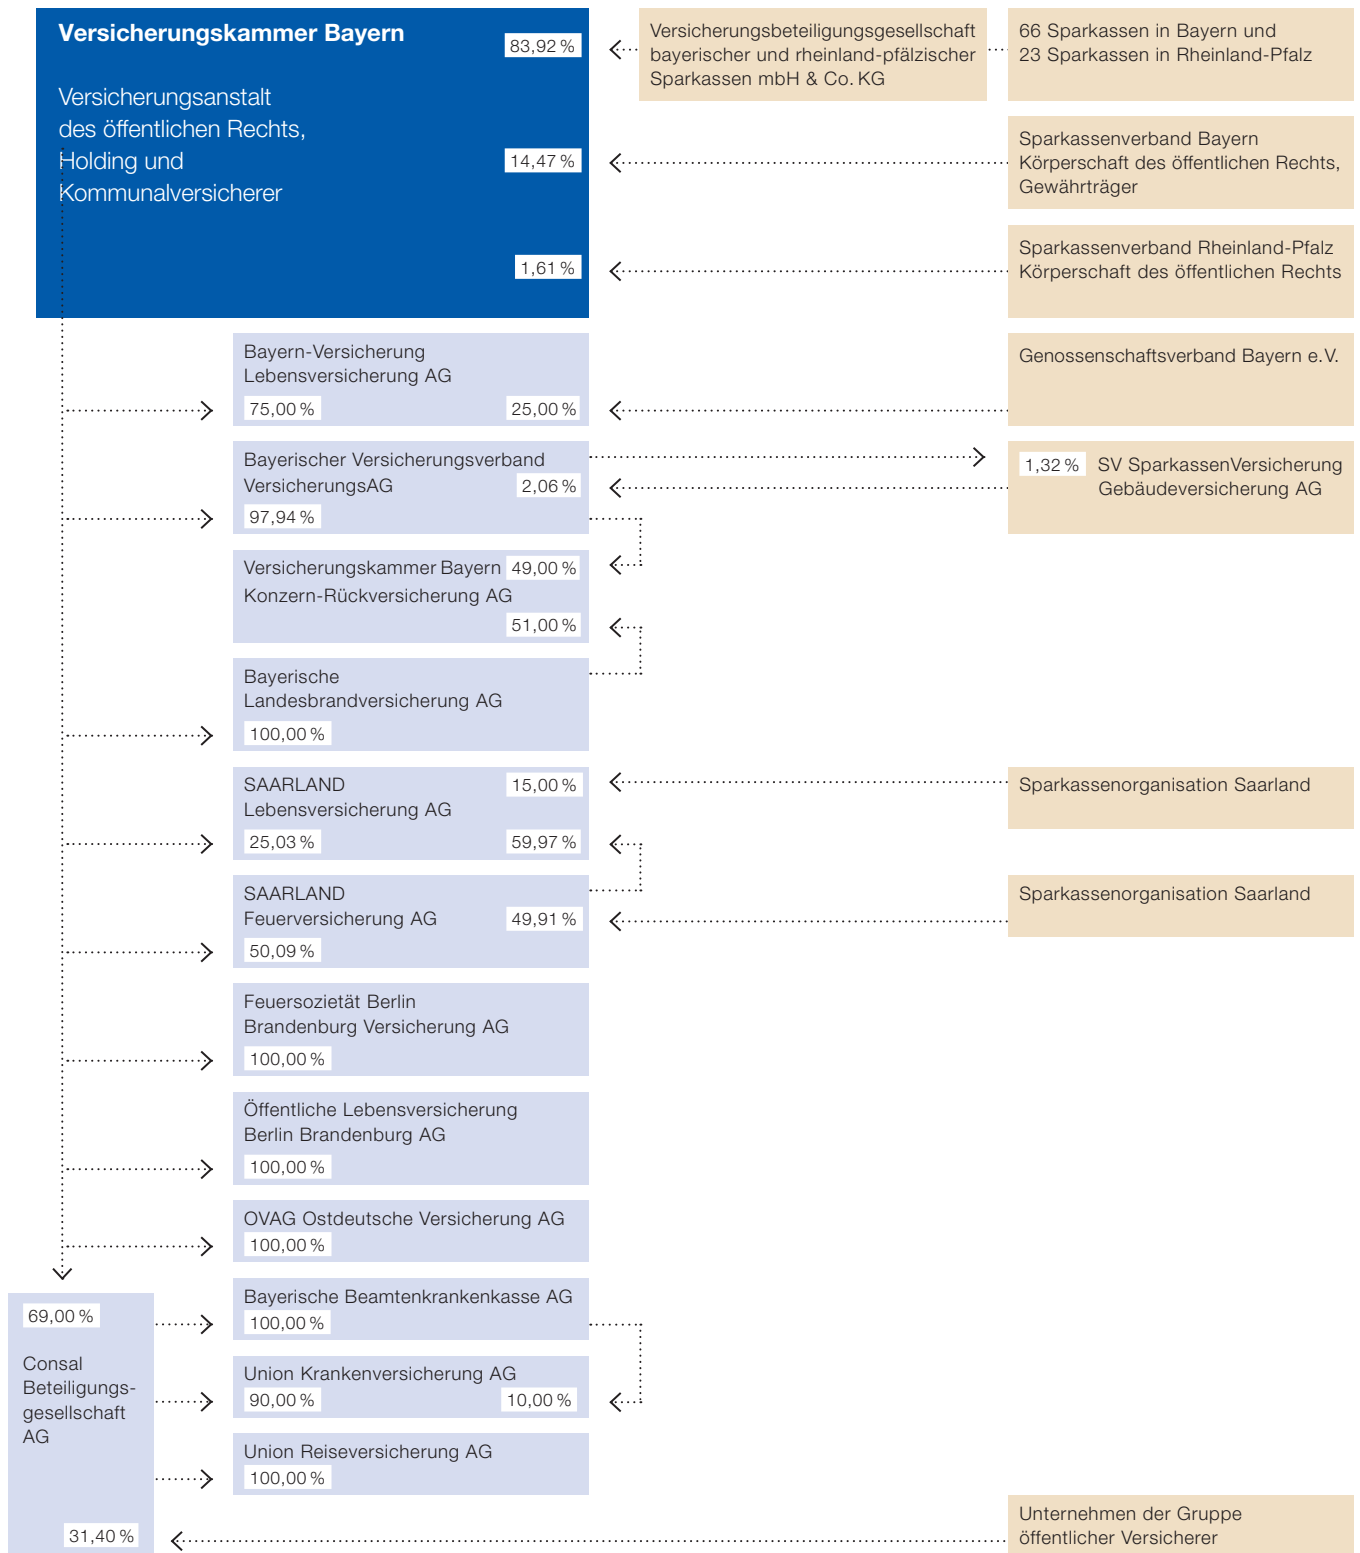 Versicherungskammer Bayern
83,92 %
Versicherungsanstalt
des öffentlichen Rechts,
Holding und
Kommunalversicherer
14,47 %
1,61 %
Versicherungsbeteiligungsgesellschaft
bayerischer und rheinland-pfälzischer
Sparkassen mbH & Co. KG
66 Sparkassen in Bayern und
23 Sparkassen in Rheinland-Pfalz
Sparkassenverband Bayern
Körperschaft des öffentlichen Rechts,
Gewährträger
Sparkassenverband Rheinland-Pfalz
Körperschaft des öffentlichen Rechts
Bayern-Versicherung
Lebensversicherung AG
75,00 % 25,00 %
Genossenschaftsverband Bayern e. V.
Bayerischer Versicherungsverband
VersicherungsAG 2,06 %
97,94 %
1,32 % SV SparkassenVersicherung
Gebäudeversicherung AG
Versicherungskammer Bayern 49,00 %
Konzern-Rückversicherung AG
51,00 %
Bayerische
Landesbrandversicherung AG
100,00 %
SAARLAND 15,00 %
Lebensversicherung AG
25,03 % 59,97 %
Sparkassenorganisation Saarland
SAARLAND
Feuerversicherung AG 49,91 %
50,09 %
Sparkassenorganisation Saarland
Feuersozietät Berlin
Brandenburg Versicherung AG
100,00 %
Öffentliche Lebensversicherung
Berlin Brandenburg AG
100,00 %
OVAG Ostdeutsche Versicherung AG
100,00 %
69,00 %
Consal
Beteiligungs-
gesellschaft
AG
31,40 %
Bayerische Beamtenkrankenkasse AG
100,00 %
Union Krankenversicherung AG
90,00 % 10,00 %
Union Reiseversicherung AG
100,00 %
Unternehmen der Gruppe
öffentlicher Versicherer